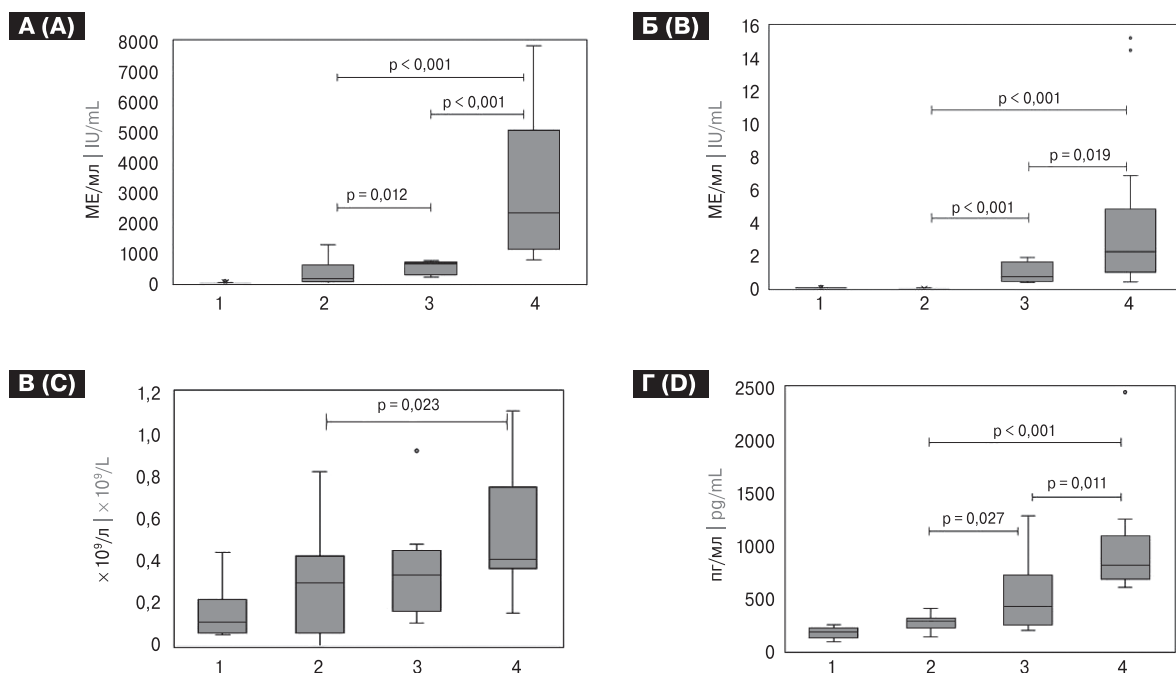 А (A)
МЕ/мл | IU/mL
8000
7000
6000
5000
4000
3000
2000
1000
0
p < 0,001
p < 0,001
p = 0,012
1 2 3 4
Б (B)
МЕ/мл | IU/mL
16
14
12
10
8
6
4
2
0
p < 0,001
p = 0,019
p < 0,001
1 2 3 4
В (C)
× 10⁹/л | × 10⁹/L
1,2
1,0
0,8
0,6
0,4
0,2
0
p = 0,023
1 2 3 4
Г (D)
пг/мл | pg/mL
2500
2000
1500
1000
500
0
p < 0,001
p = 0,011
p = 0,027
1 2 3 4